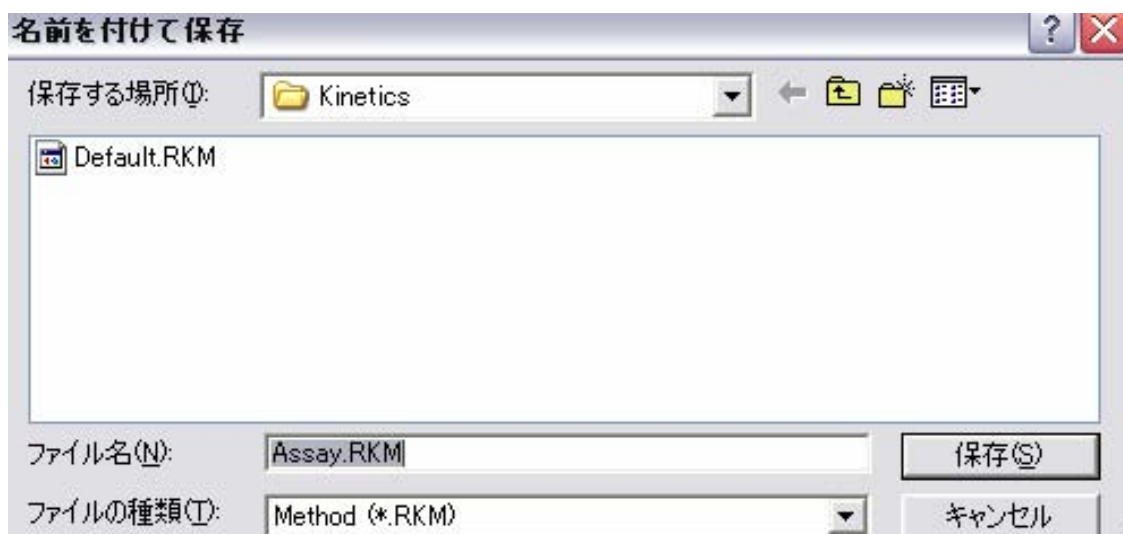 名前を付けて保存
保存する場所(I): Kinetics
Default.RKM
ファイル名(N): Assay.RKM 保存(S)
ファイルの種類(T): Method (*.RKM) キャンセル